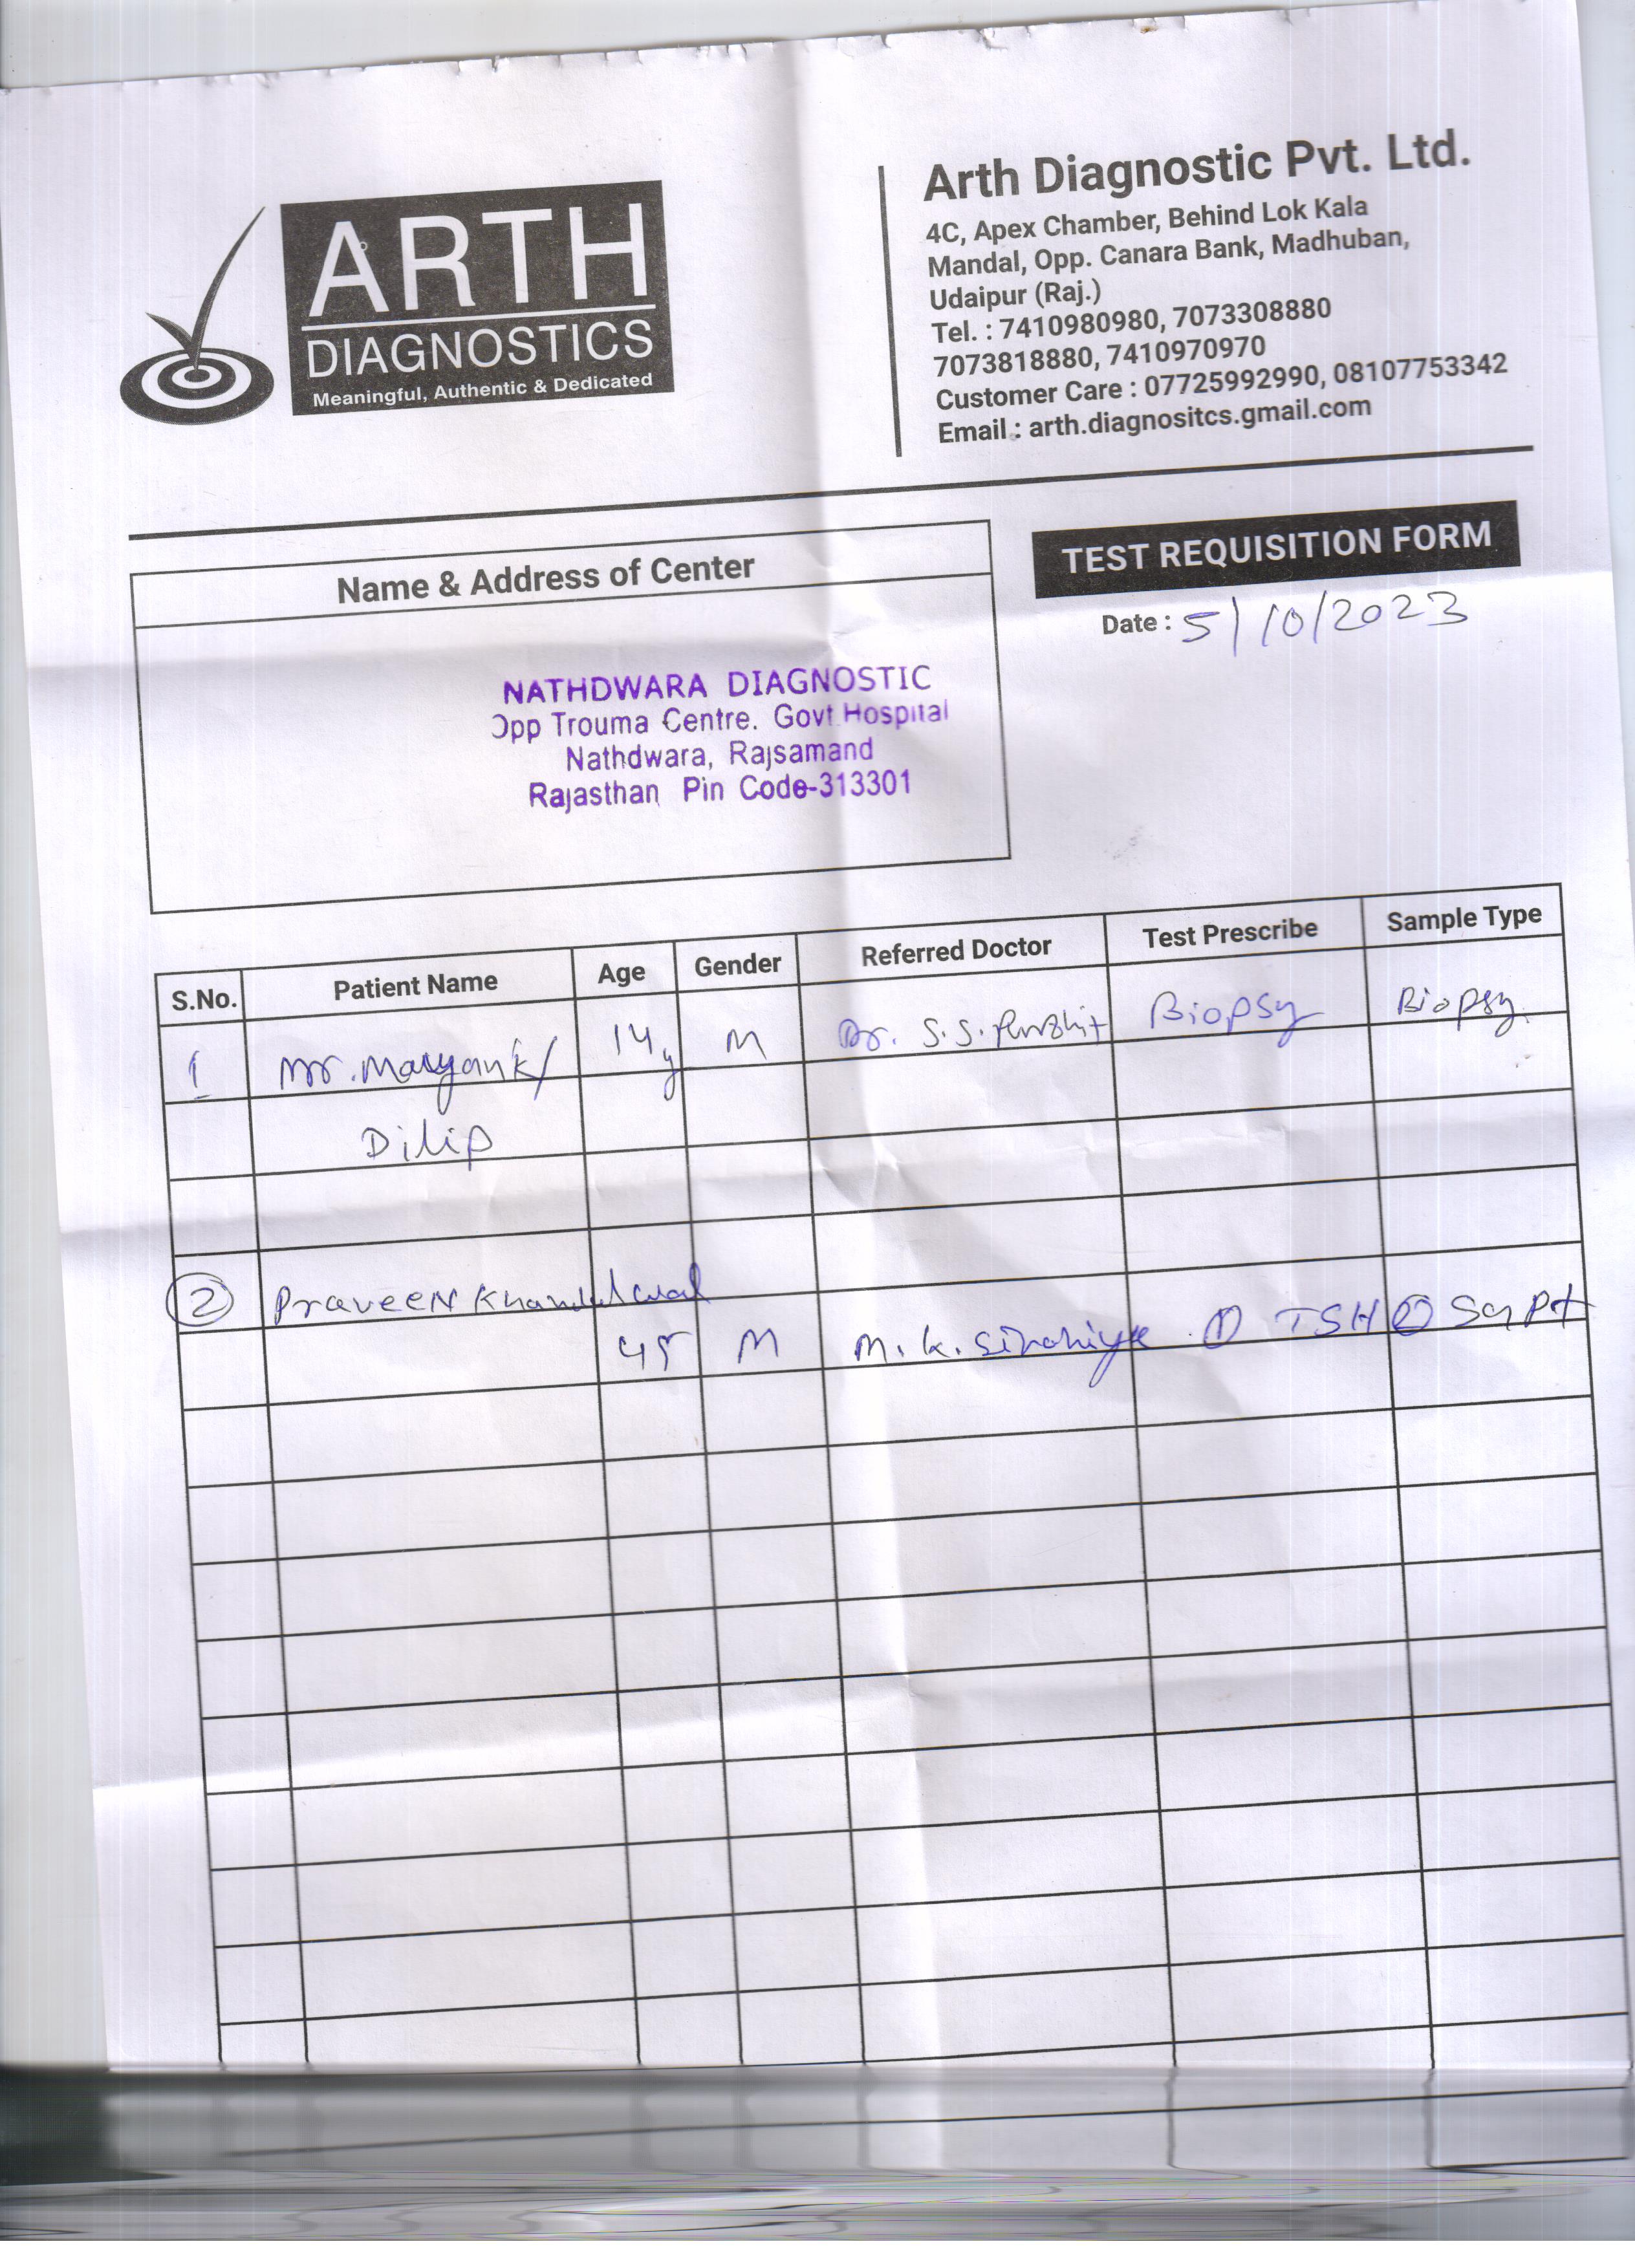 ARTH
DIAGNOSTICS
Meaningful, Authentic & Dedicated
Arth Diagnostic Pvt. Ltd.
4C, Apex Chamber, Behind Lok Kala
Mandal, Opp. Canara Bank, Madhuban,
Udaipur (Raj.)
Tel. : 7410980980, 7073308880
7073818880, 7410970970
Customer Care : 07725992990, 08107753342
Email : arth.diagnositcs.gmail.com
Name & Address of Center
NATHDWARA DIAGNOSTIC
Opp Trouma Centre. Govt Hospital
Nathdwara, Rajsamand
Rajasthan Pin Code-313301
TEST REQUISITION FORM
Date : 5/10/2023
S.No. Patient Name Age Gender Referred Doctor Test Prescribe Sample Type
1 Mr. Mayank/ 14y M Dr. S.S. Biopsy Biopsy
Dilip
2 Praveen Khandelwal
45 M M.K. ① TSH ② SGPT